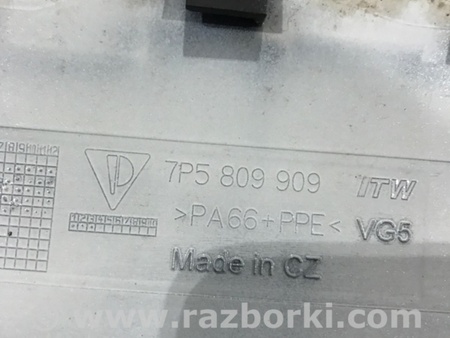 7P5 809 909 ITW
>PA66+PPE< VG5
Made in CZ
www.razborki.com